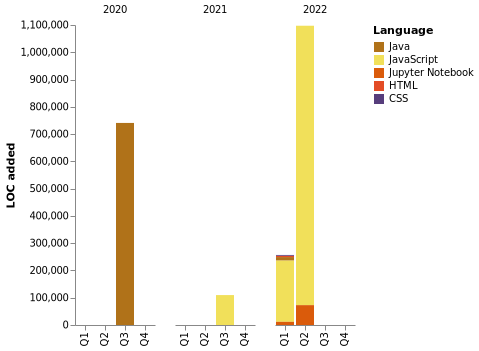 2020 2021 2022
LOC added
1,100,000
1,000,000
900,000
800,000
700,000
600,000
500,000
400,000
300,000
200,000
100,000
0
Q1 Q2 Q3 Q4 Q1 Q2 Q3 Q4 Q1 Q2 Q3 Q4
Language
Java
JavaScript
Jupyter Notebook
HTML
CSS